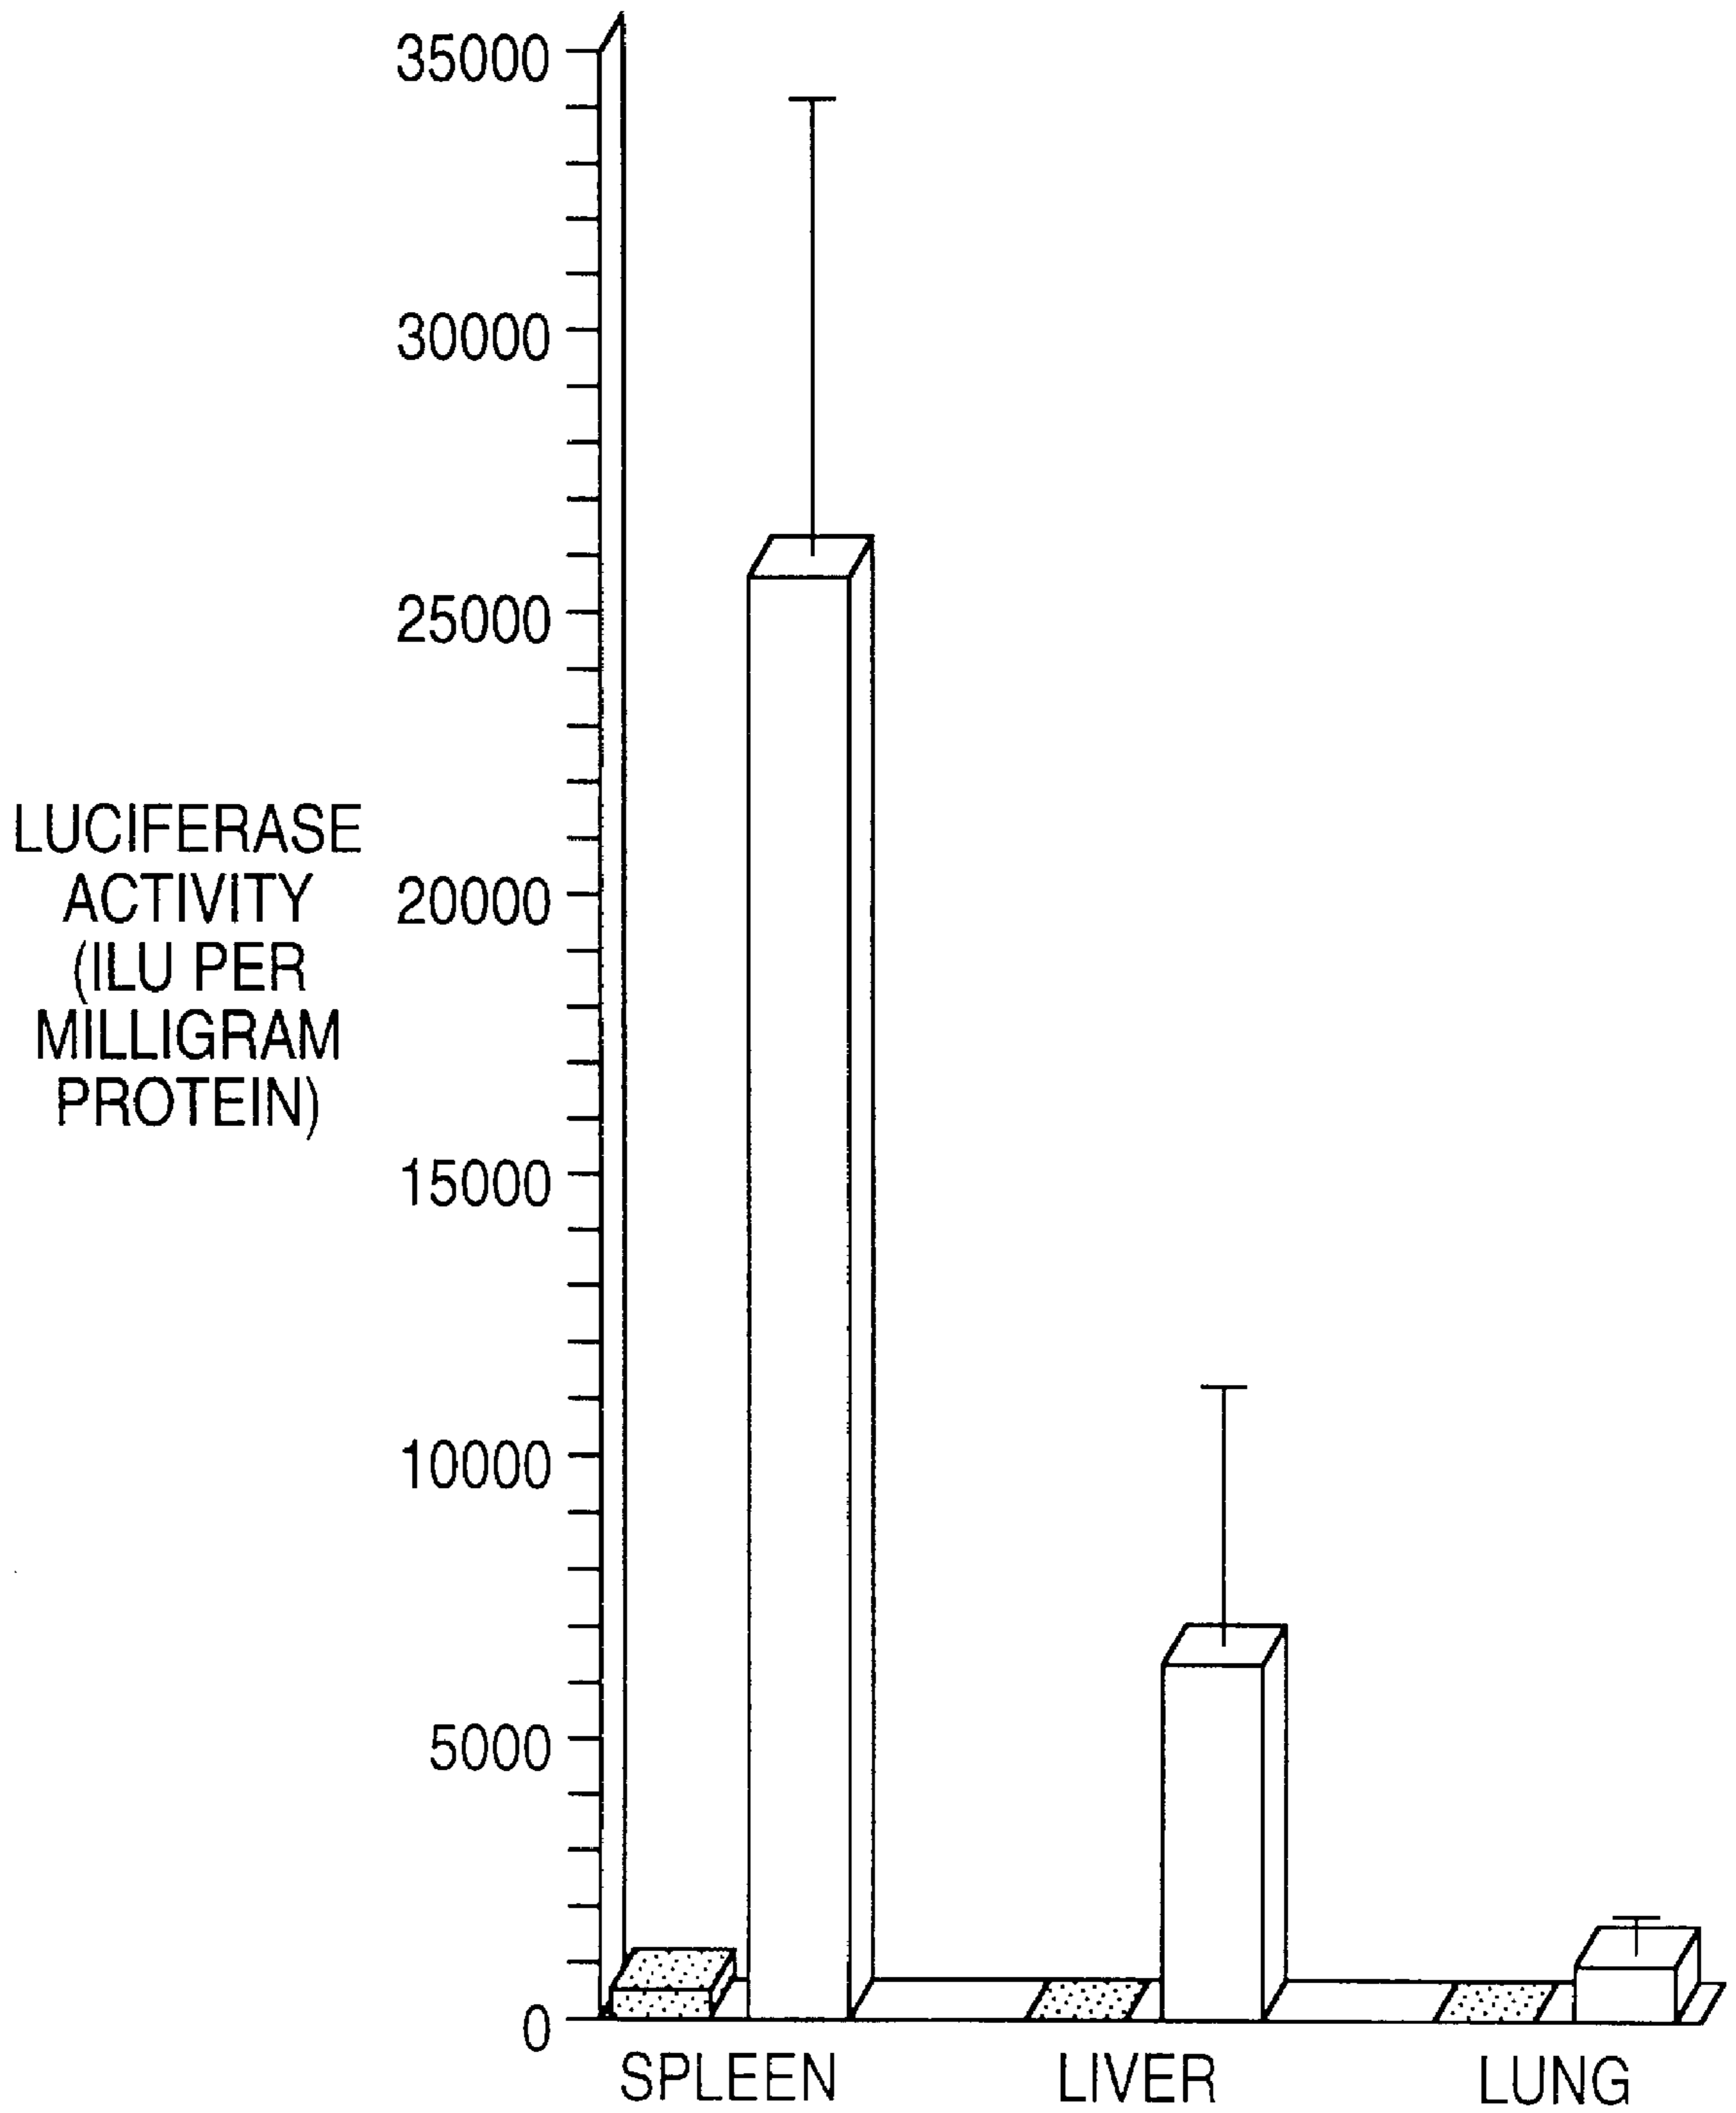 35000
30000
25000
20000
15000
10000
5000
0
LUCIFERASE
ACTIVITY
(ILU PER
MILLIGRAM
PROTEIN)
SPLEEN
LIVER
LUNG